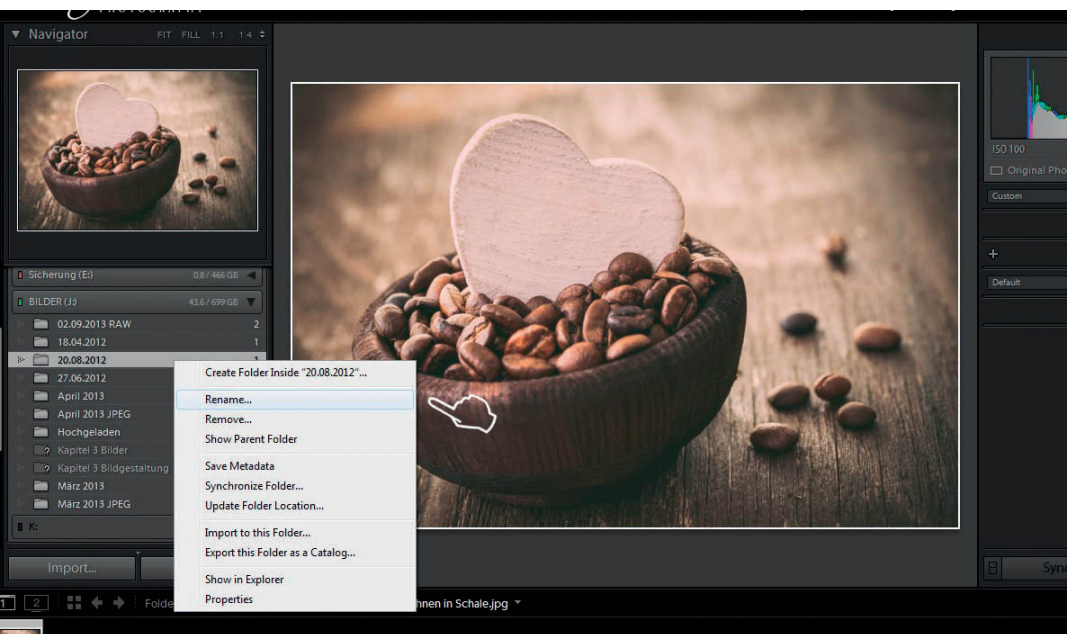 PHOTOGRAPHY
Navigator FIT FILL 1:1 1:4
ISO 100
Original Pho
Custom
Sicherung (E:) 0,8 / 466 GB
Default
BILDER (J:) 43,6 / 699 GB
02.09.2013 RAW 2
18.04.2012 1
20.08.2012 1
27.06.2012
April 2013
April 2013 JPEG
Hochgeladen
Kapitel 3 Bilder
Kapitel 3 Bildgestaltung
März 2013
März 2013 JPEG
K:
Create Folder Inside "20.08.2012"...
Rename...
Remove...
Show Parent Folder
Save Metadata
Synchronize Folder...
Update Folder Location...
Import to this Folder...
Export this Folder as a Catalog...
Show in Explorer
Properties
Import...
Sync
1 2 Folde hnen in Schale.jpg